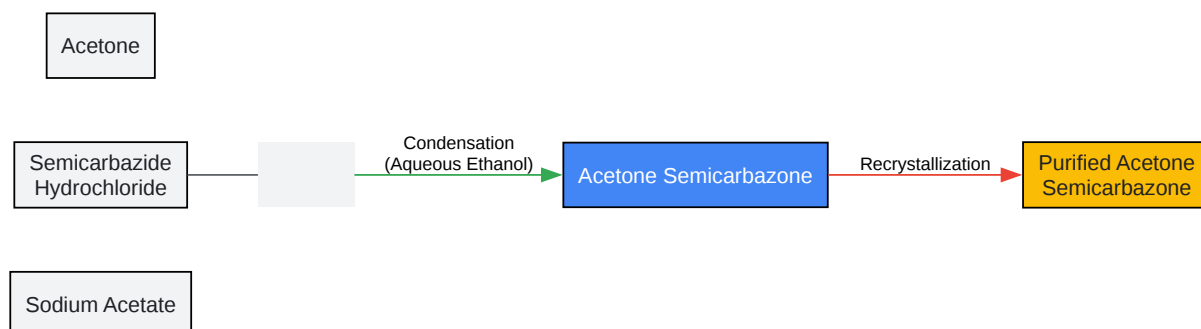 Acetone
Semicarbazide
Hydrochloride
Condensation
(Aqueous Ethanol)
Acetone Semicarbazone
Recrystallization
Purified Acetone
Semicarbazone
Sodium Acetate